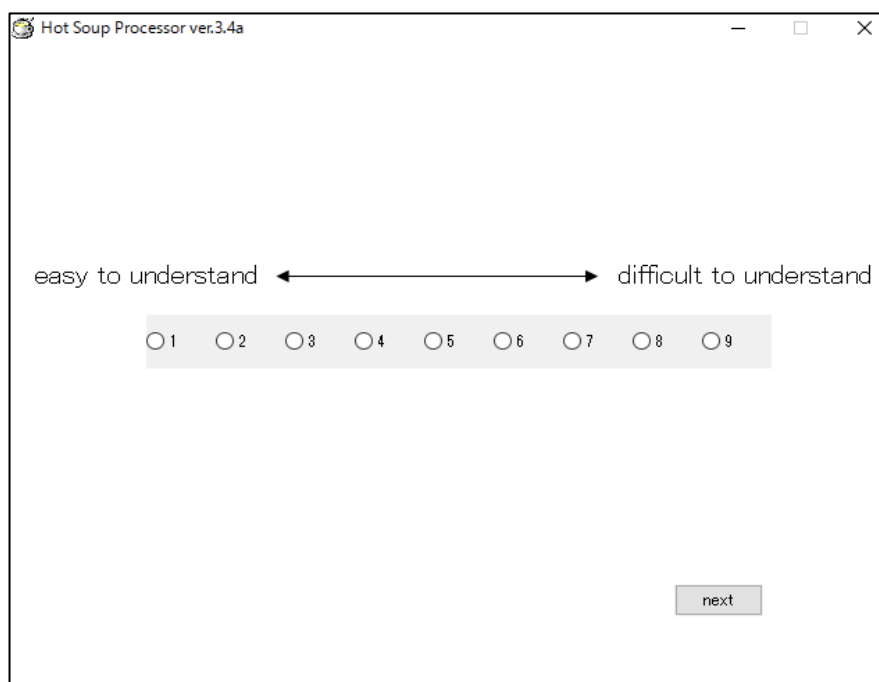 Hot Soup Processor ver.3.4a
easy to understand difficult to understand
1 2 3 4 5 6 7 8 9
next